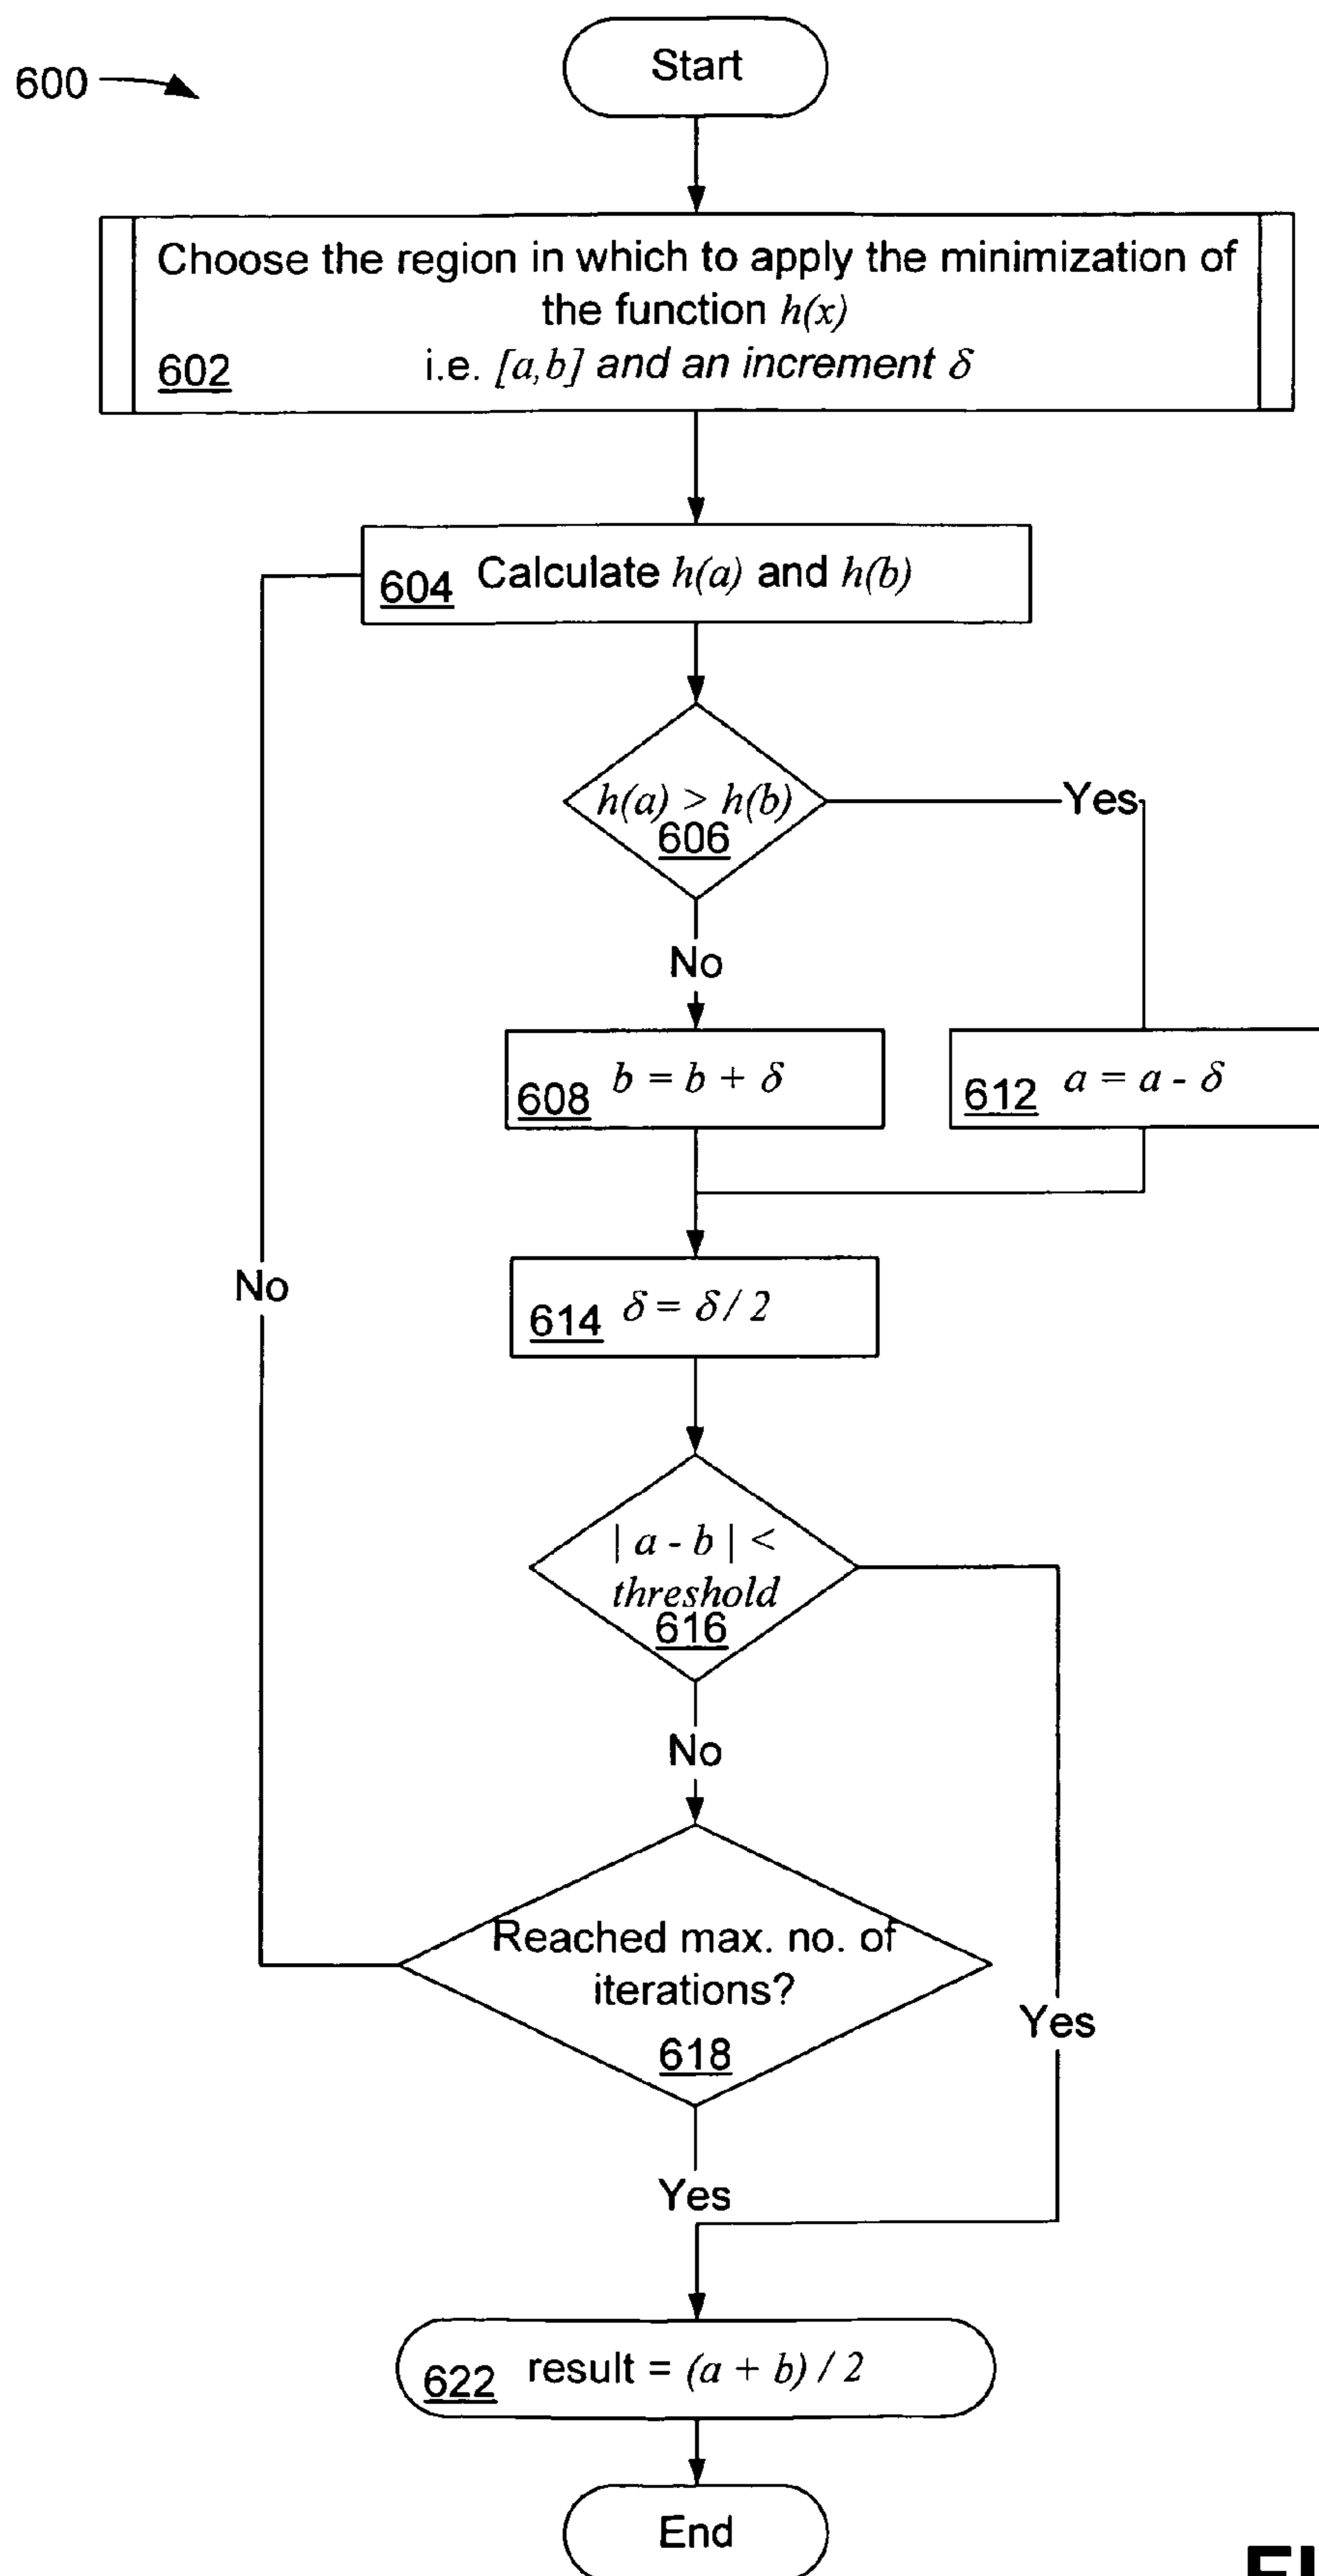 Start
600
Choose the region in which to apply the minimization of
the function h(x)
602 i.e. [a,b] and an increment δ
604 Calculate h(a) and h(b)
h(a) > h(b)
606
Yes
No
608 b = b + δ
612 a = a - δ
614 δ = δ / 2
No
| a - b | <
threshold
616
No
Reached max. no. of
iterations?
618
Yes
Yes
622 result = (a + b) / 2
End